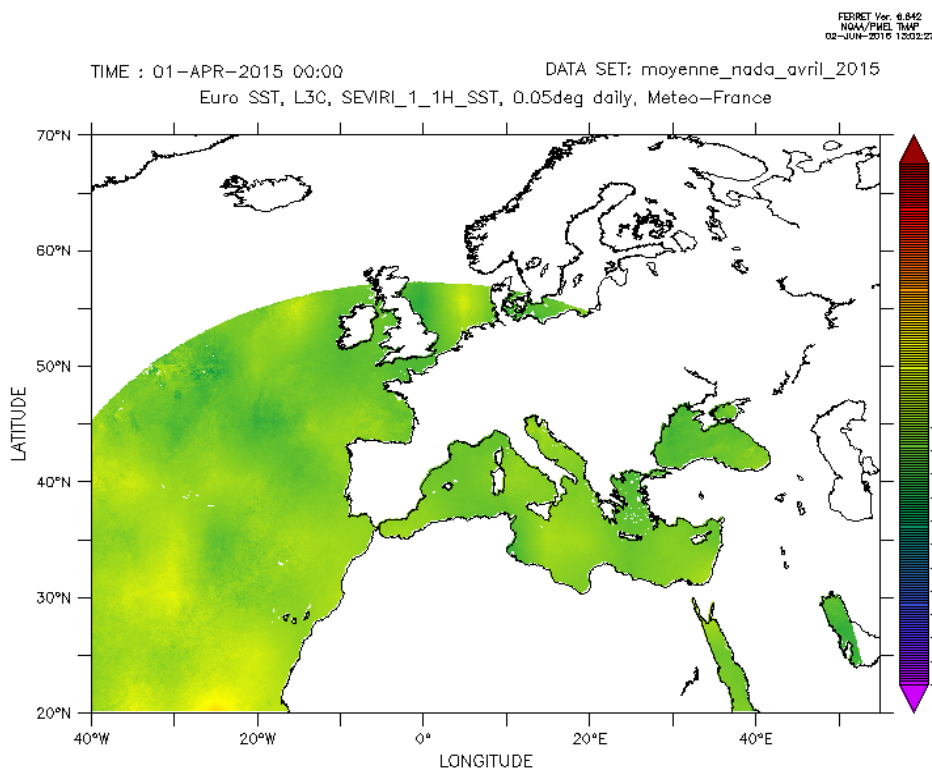 FERRET Ver. 6.842
NOAA/PMEL TMAP
02-JUN-2016 13:02:27
TIME : 01-APR-2015 00:00
DATA SET: moyenne_nada_avril_2015
Euro SST, L3C, SEVIRI_1_1H_SST, 0.05deg daily, Meteo-France
70°N
60°N
50°N
40°N
30°N
20°N
LATITUDE
40°W
20°W
0°
20°E
40°E
LONGITUDE